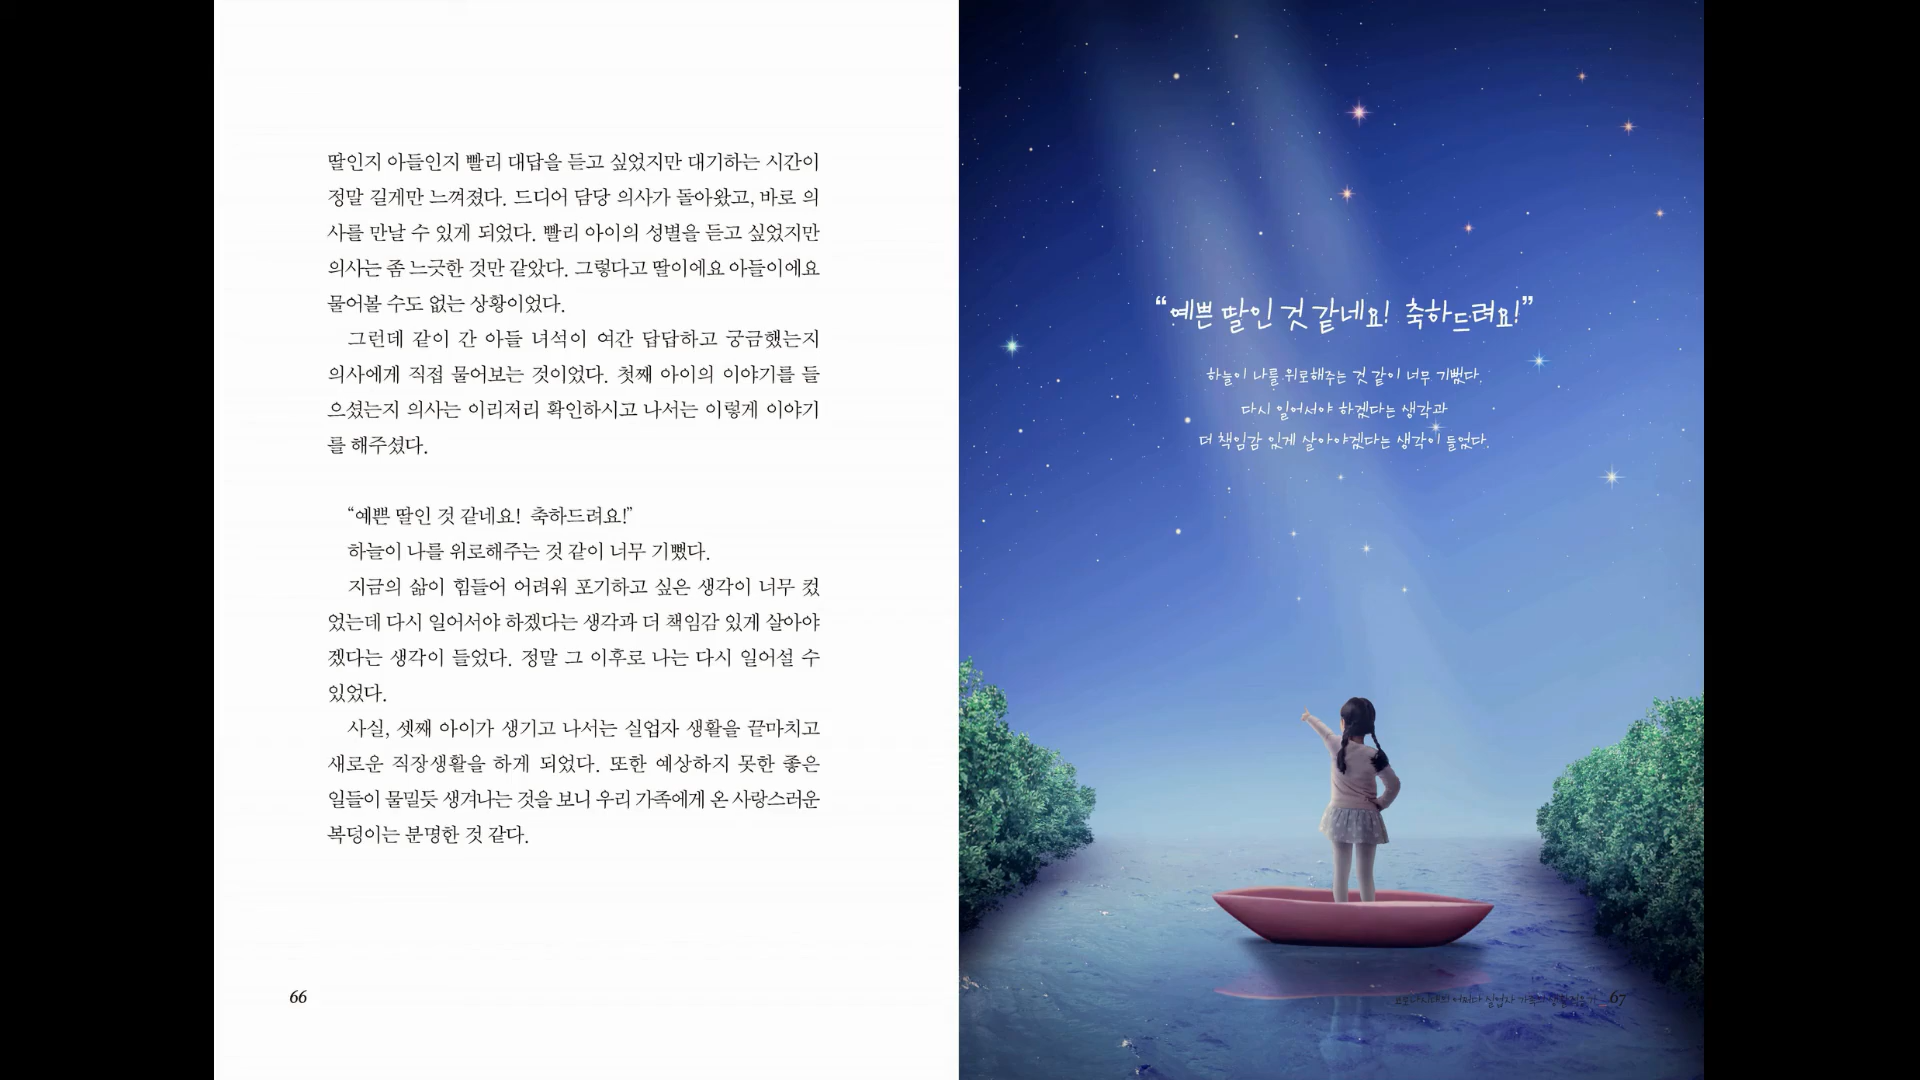 딸인지 아들인지 빨리 대답을 듣고 싶었지만 대기하는 시간이
정말 길게만 느껴졌다. 드디어 담당 의사가 돌아왔고, 바로 의
사를 만날 수 있게 되었다. 빨리 아이의 성별을 듣고 싶었지만
의사는 좀 느긋한 것만 같았다. 그렇다고 딸이에요 아들이에요
물어볼 수도 없는 상황이었다.
그런데 같이 간 아들 녀석이 여간 답답하고 궁금했는지
의사에게 직접 물어보는 것이었다. 첫째 아이의 이야기를 들
으셨는지 의사는 이리저리 확인하시고 나서는 이렇게 이야기
를 해주셨다.
“예쁜 딸인 것 같네요! 축하드려요!”
하늘이 나를 위로해주는 것 같이 너무 기뻤다.
지금의 삶이 힘들어 어려워 포기하고 싶은 생각이 너무 컸
었는데 다시 일어서야 하겠다는 생각과 더 책임감 있게 살아야
겠다는 생각이 들었다. 정말 그 이후로 나는 다시 일어설 수
있었다.
사실, 셋째 아이가 생기고 나서는 실업자 생활을 끝마치고
새로운 직장생활을 하게 되었다. 또한 예상하지 못한 좋은
일들이 물밀듯 생겨나는 것을 보니 우리 가족에게 온 사랑스러운
복덩이는 분명한 것 같다.
66
“예쁜 딸인 것 같네요! 축하드려요!”
하늘이 나를 위로해주는 것 같이 너무 기뻤다.
다시 일어서야 하겠다는 생각과
더 책임감 있게 살아야겠다는 생각이 들었다.
어쩌다 실업자 67